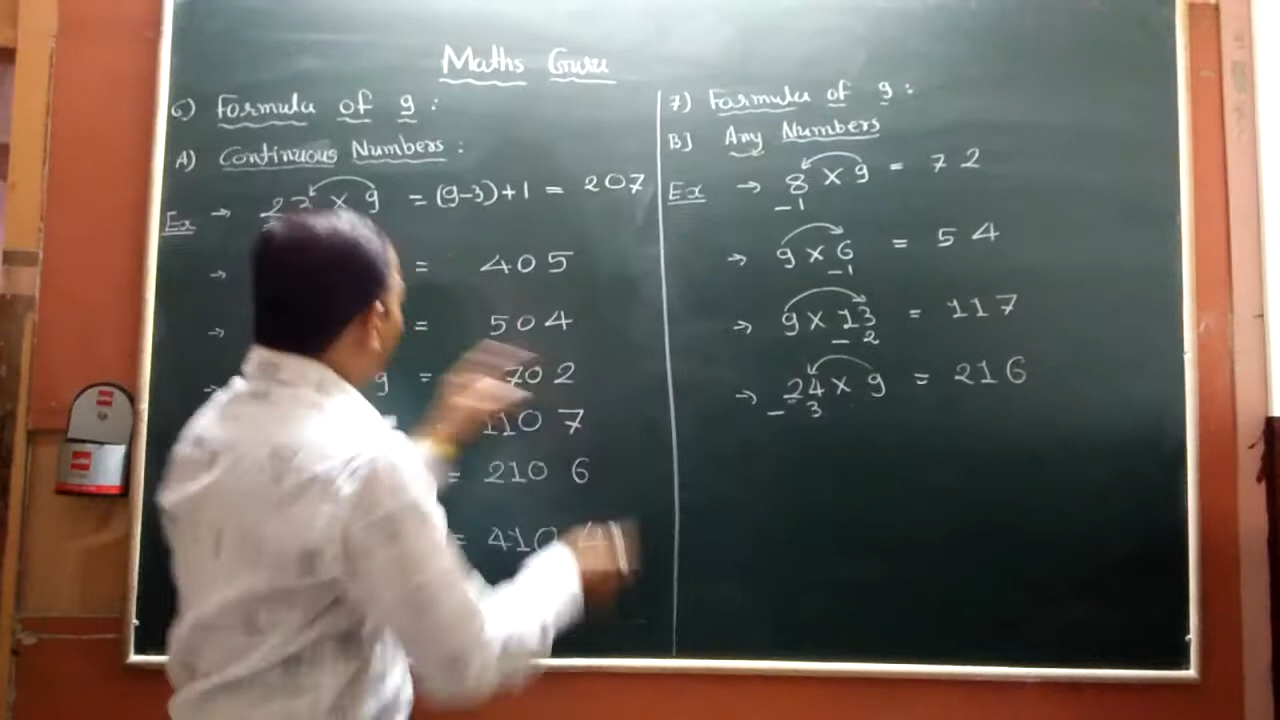 Maths Guru
6) Formula of 9 :
A) Continuous Numbers :
Ex → 23 × 9 = (9-3)+1 = 207
→ = 405
→ = 504
→ 9 = 702
1107
= 2106
= 4104
7) Formula of 9 :
B] Any Numbers
Ex → 8 × 9 = 72
-1
→ 9 × 6 = 54
-1
→ 9 × 13 = 117
- 2
→ 24 × 9 = 216
- 3